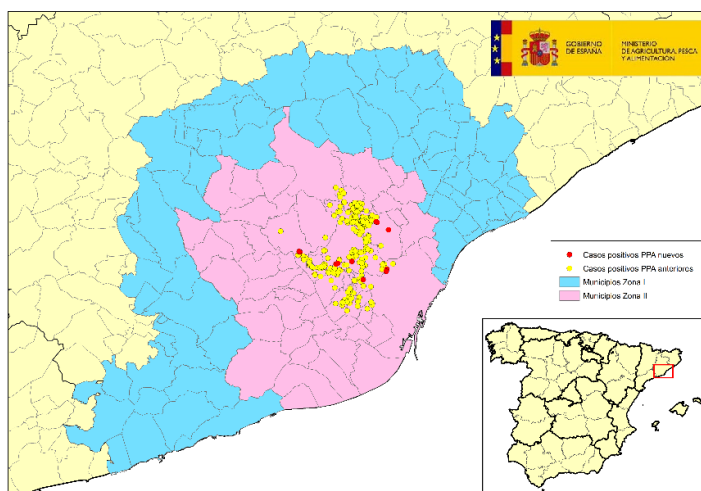 GOBIERNO
DE ESPAÑA
MINISTERIO
DE AGRICULTURA, PESCA
Y ALIMENTACIÓN
Casos positivos PPA nuevos
Casos positivos PPA anteriores
Municipios Zona I
Municipios Zona II